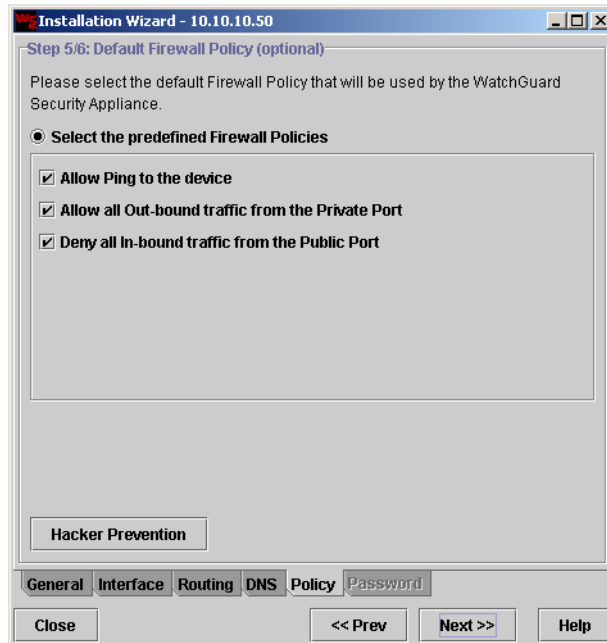 WG Installation Wizard - 10.10.10.50
Step 5/6: Default Firewall Policy (optional)
Please select the default Firewall Policy that will be used by the WatchGuard
Security Appliance.
Select the predefined Firewall Policies
Allow Ping to the device
Allow all Out-bound traffic from the Private Port
Deny all In-bound traffic from the Public Port
Hacker Prevention
General Interface Routing DNS Policy Password
Close << Prev Next >> Help